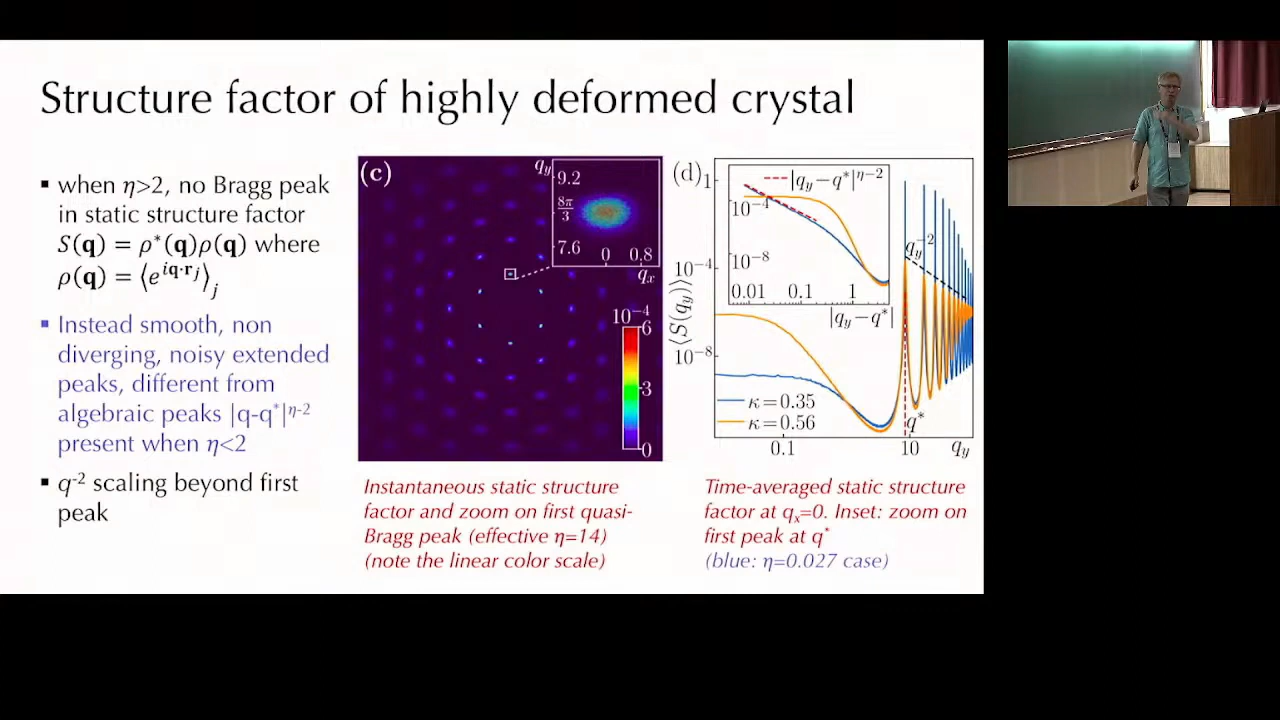 Structure factor of highly deformed crystal
▪ when η>2, no Bragg peak
in static structure factor
S(q) = ρ*(q)ρ(q) where
ρ(q) = ⟨e^{iq·r_j}⟩_j
▪ Instead smooth, non
diverging, noisy extended
peaks, different from
algebraic peaks |q-q*|^{η-2}
present when η<2
▪ q^{-2} scaling beyond first
peak
(c)
q_y
9.2
8π/3
7.6
0 0.8
q_x
10^{-4}
6
3
0
Instantaneous static structure
factor and zoom on first quasi-
Bragg peak (effective η=14)
(note the linear color scale)
(d)
1
10^{-4}
10^{-8}
⟨S(q_y)⟩
|q_y−q*|^{η−2}
10^{-4}
10^{-8}
0.01 0.1 1
|q_y−q*|
q_y^{-2}
κ=0.35
κ=0.56
q*
0.1 10 q_y
Time-averaged static structure
factor at q_x=0. Inset: zoom on
first peak at q*
(blue: η=0.027 case)